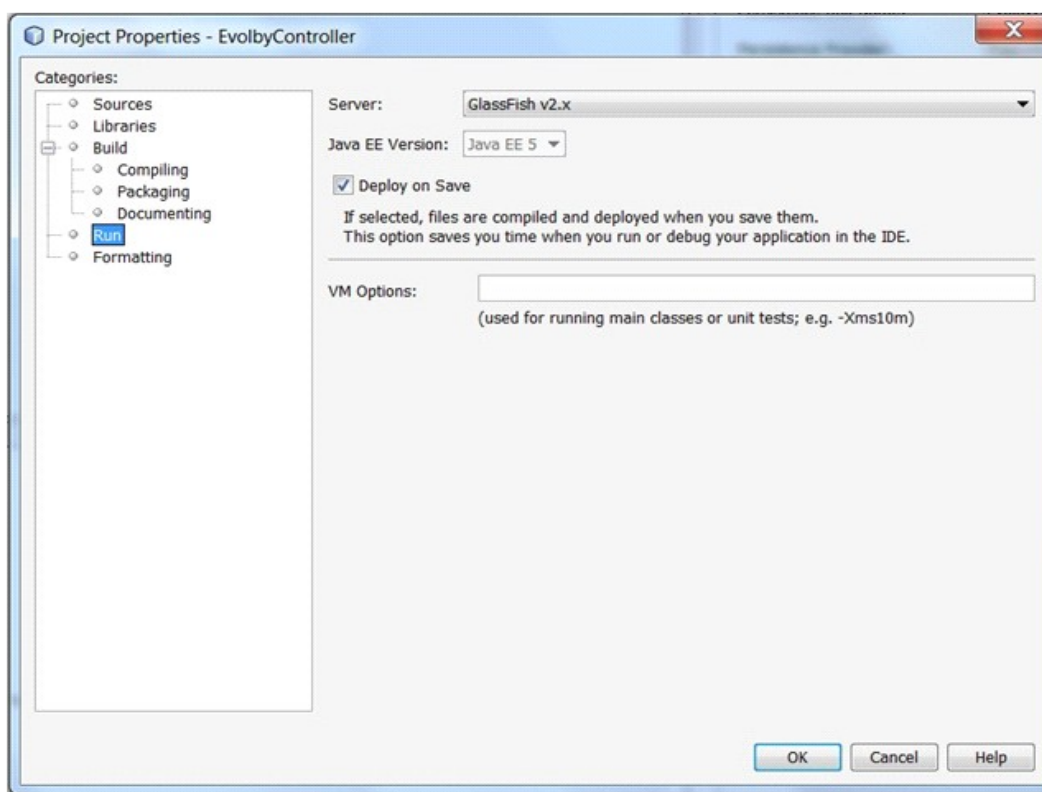 Project Properties - EvolbyController
Categories:
Sources
Libraries
Build
Compiling
Packaging
Documenting
Run
Formatting
Server:
GlassFish v2.x
Java EE Version:
Java EE 5
Deploy on Save
If selected, files are compiled and deployed when you save them.
This option saves you time when you run or debug your application in the IDE.
VM Options:
(used for running main classes or unit tests; e.g. -Xms10m)
OK
Cancel
Help